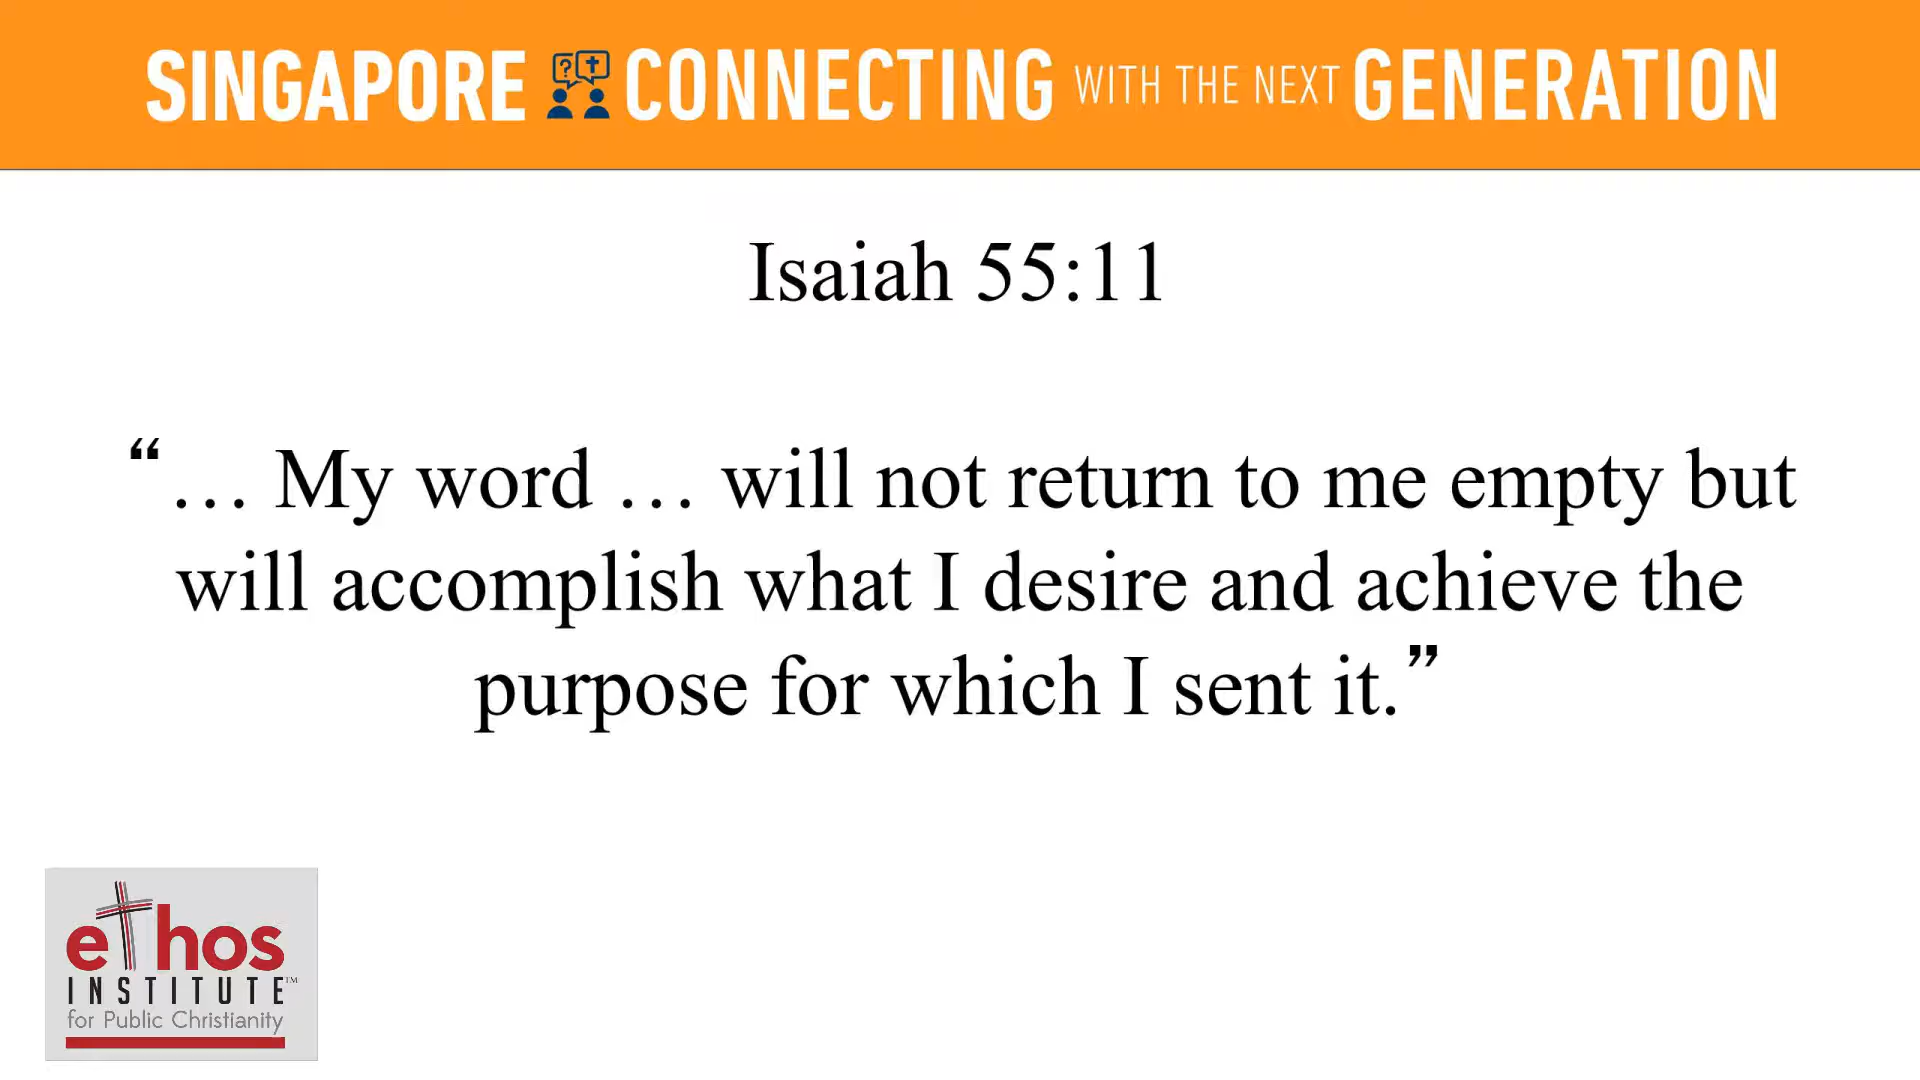 SINGAPORE CONNECTING WITH THE NEXT GENERATION
Isaiah 55:11
“… My word … will not return to me empty but
will accomplish what I desire and achieve the
purpose for which I sent it.”
ethos
INSTITUTE™
for Public Christianity